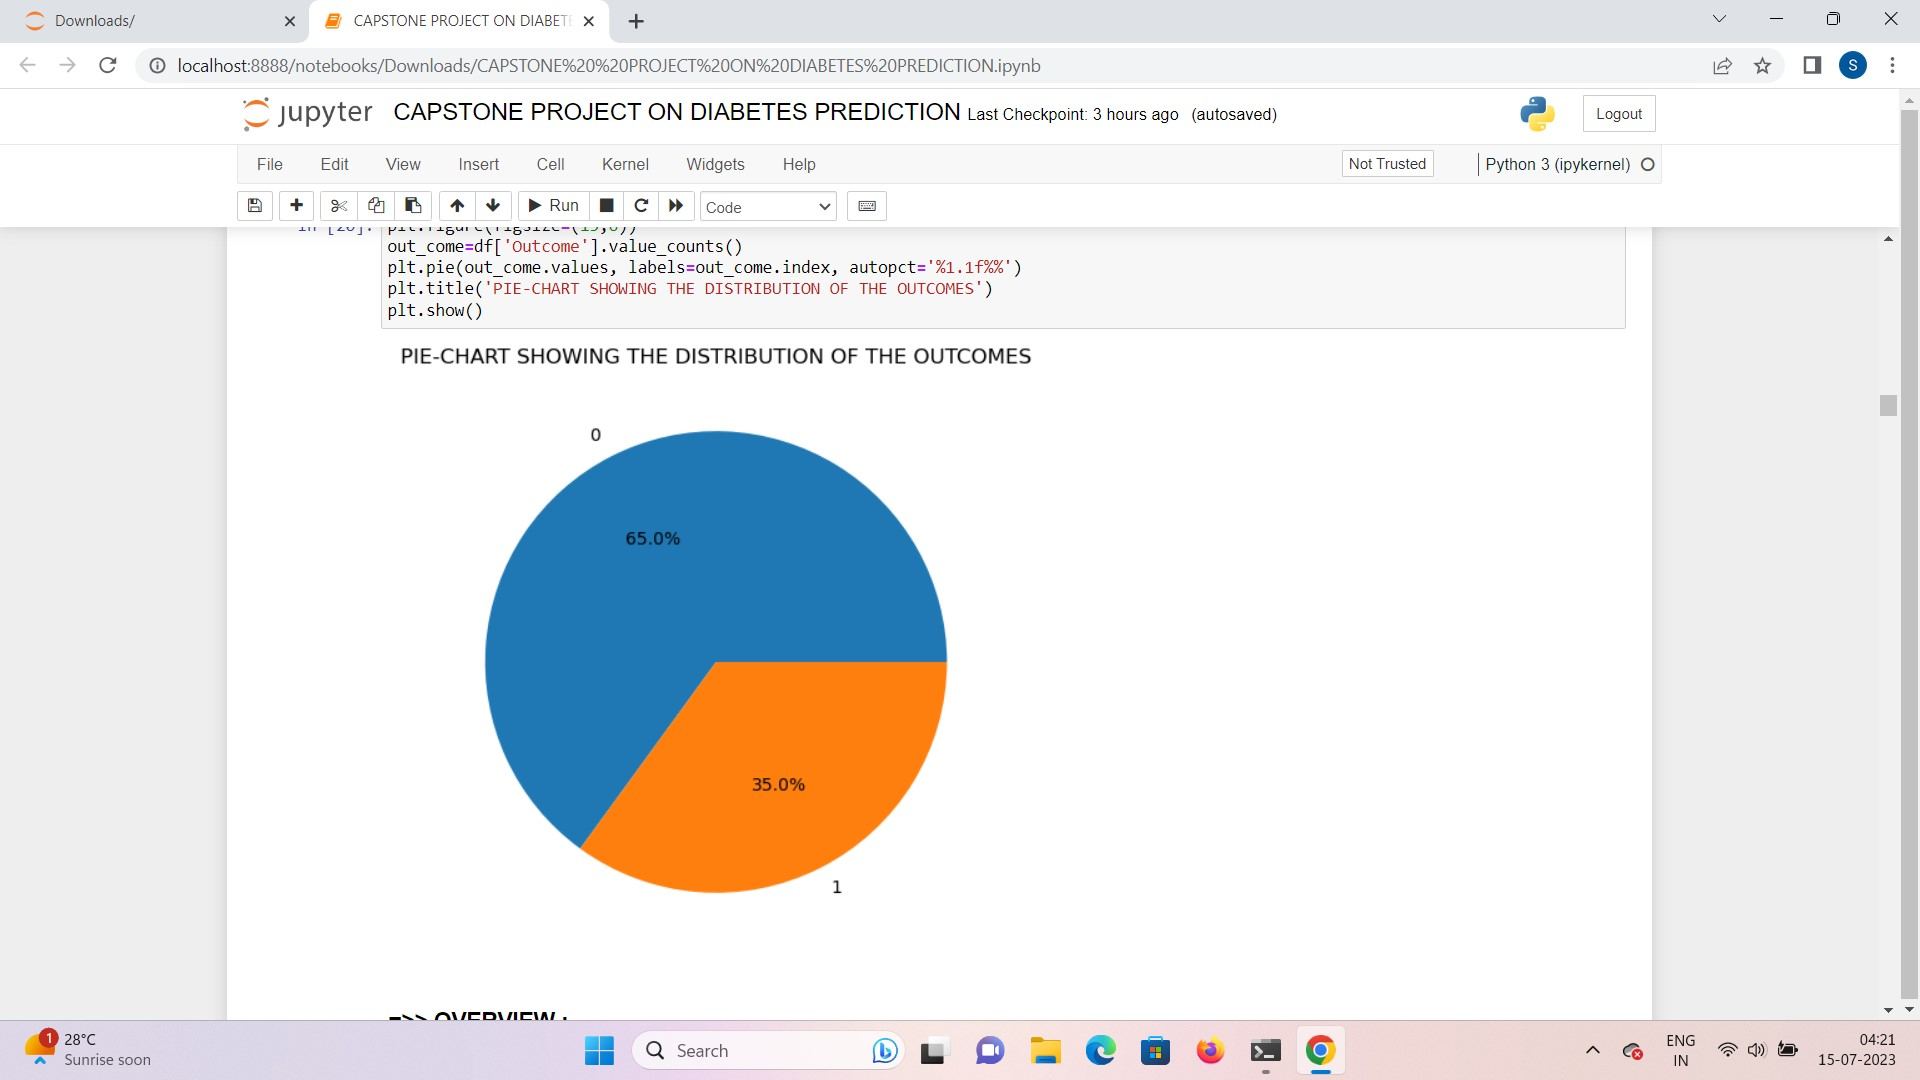 Downloads/
CAPSTONE PROJECT ON DIABET
localhost:8888/notebooks/Downloads/CAPSTONE%20%20PROJECT%20ON%20DIABETES%20PREDICTION.ipynb
S
jupyter CAPSTONE PROJECT ON DIABETES PREDICTION Last Checkpoint: 3 hours ago (autosaved)
Logout
File Edit View Insert Cell Kernel Widgets Help
Not Trusted
Python 3 (ipykernel)
Run
Code
out_come=df['Outcome'].value_counts()
plt.pie(out_come.values, labels=out_come.index, autopct='%1.1f%%')
plt.title('PIE-CHART SHOWING THE DISTRIBUTION OF THE OUTCOMES')
plt.show()
PIE-CHART SHOWING THE DISTRIBUTION OF THE OUTCOMES
0
65.0%
35.0%
1
=>> OVERVIEW :
1
28°C
Sunrise soon
Search
ENG
IN
04:21
15-07-2023